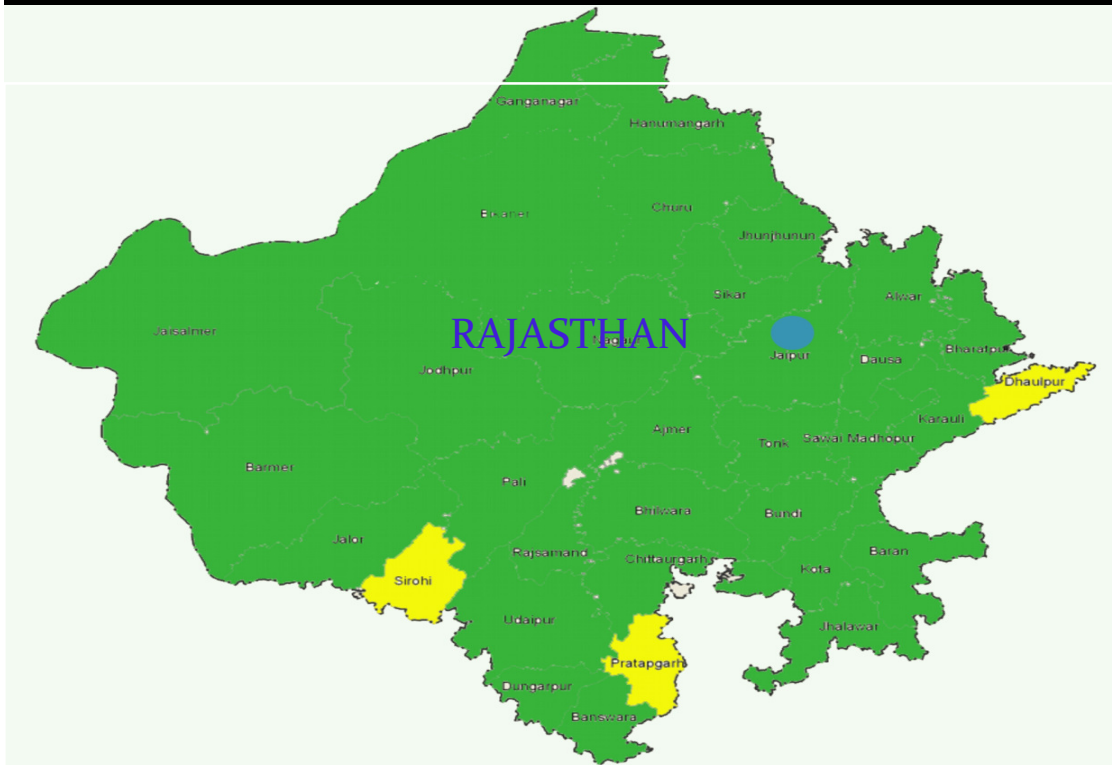 Ganganagar
Hanumangarh
Churu
Bikaner
Jhunjhunun
Sikar
Alwar
Jaisalmer
RAJASTHAN
Nagaur
Jaipur
Bharatpur
Dausa
Jodhpur
Dhaulpur
Karauli
Ajmer
Tonk
Sawai Madhopur
Barmer
Pali
Bhilwara
Bundi
Jalor
Rajsamand
Chittaurgarh
Baran
Kota
Sirohi
Udaipur
Jhalawar
Pratapgarh
Dungarpur
Banswara